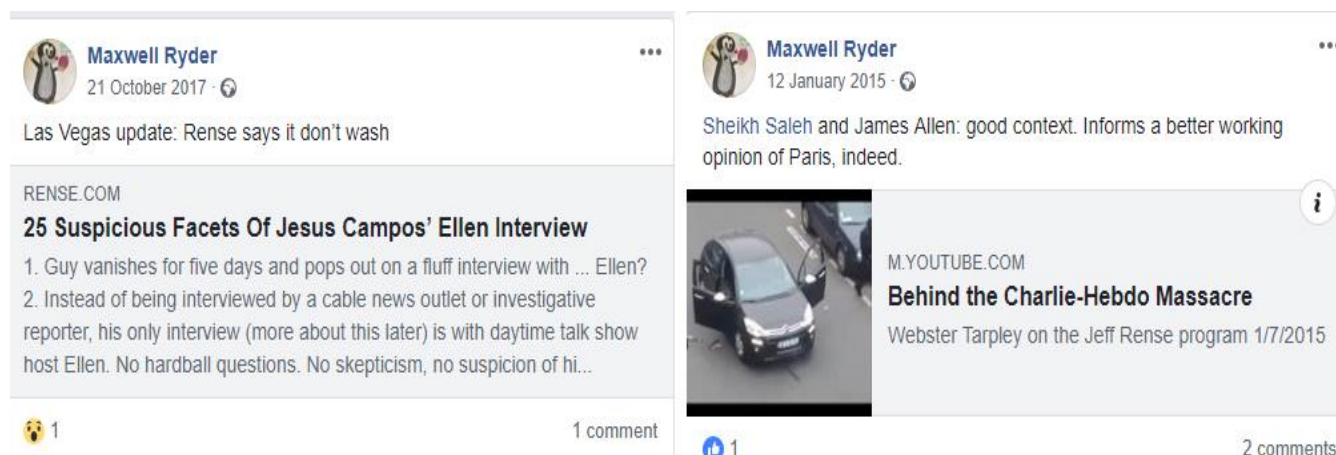 Maxwell Ryder
21 October 2017 ·
Las Vegas update: Rense says it don't wash
RENSE.COM
25 Suspicious Facets Of Jesus Campos' Ellen Interview
1. Guy vanishes for five days and pops out on a fluff interview with ... Ellen?
2. Instead of being interviewed by a cable news outlet or investigative
reporter, his only interview (more about this later) is with daytime talk show
host Ellen. No hardball questions. No skepticism, no suspicion of hi...
1
1 comment
Maxwell Ryder
12 January 2015 ·
Sheikh Saleh and James Allen: good context. Informs a better working
opinion of Paris, indeed.
i
M.YOUTUBE.COM
Behind the Charlie-Hebdo Massacre
Webster Tarpley on the Jeff Rense program 1/7/2015
1
2 comments